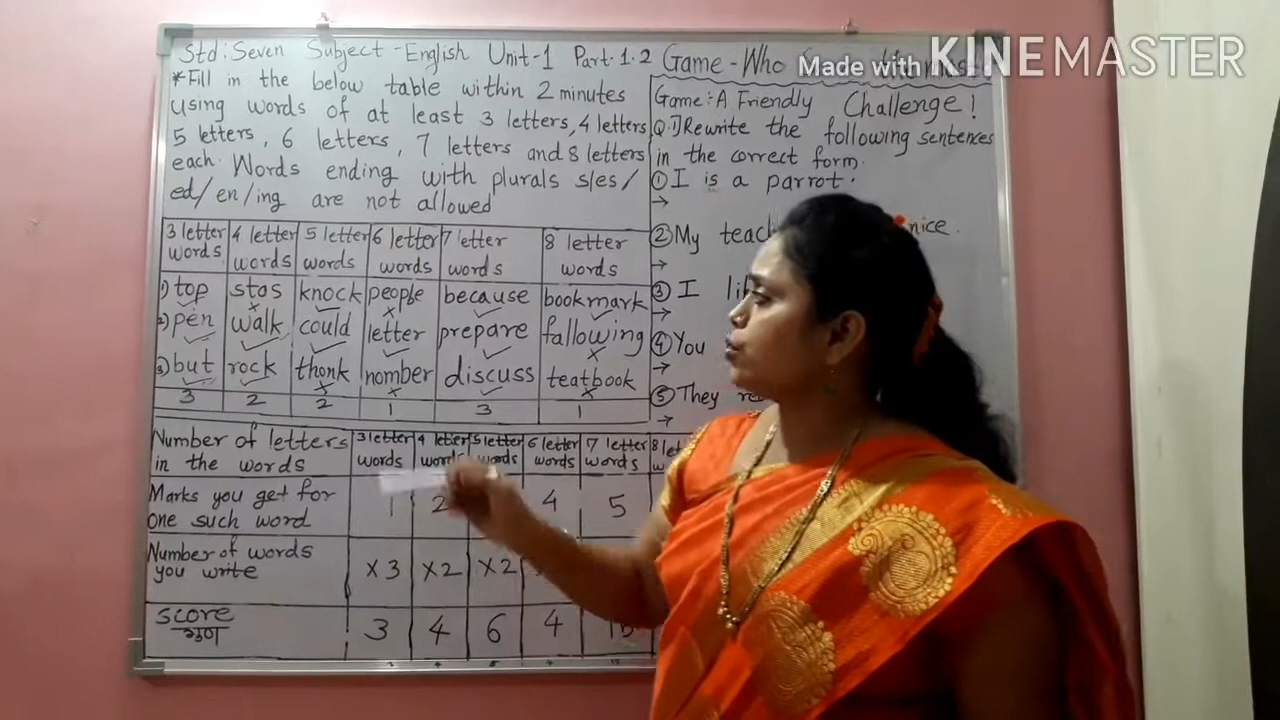 Std: Seven Subject - English Unit-1 Part-1.2 Game - Who
Made with KINEMASTER
*Fill in the below table within 2 minutes
using words of at least 3 letters, 4 letters,
5 letters, 6 letters, 7 letters and 8 letters
each. Words ending with plurals s/es/
ed/en/ing are not allowed
3 letter words 4 letter words 5 letter words 6 letter words 7 letter words 8 letter words
1) top stos knock people because bookmark
2) pen walk could letter prepare fallowing
3) but rock thonk nomber discuss teatbook
3 2 2 1 3 1
Number of letters in the words 3 letter words 4 letter words 5 letter words 6 letter words 7 letter words 8
Marks you get for one such word 1 2 4 5
Number of words you write x3 x2 x2
Score 3 4 6 4
गुण
Game: A Friendly Challenge!
Q.1) Rewrite the following sentences
in the correct form.
① I is a parrot.
→
② My nice.
→
③ I
→
④ You
→
⑤ They
→